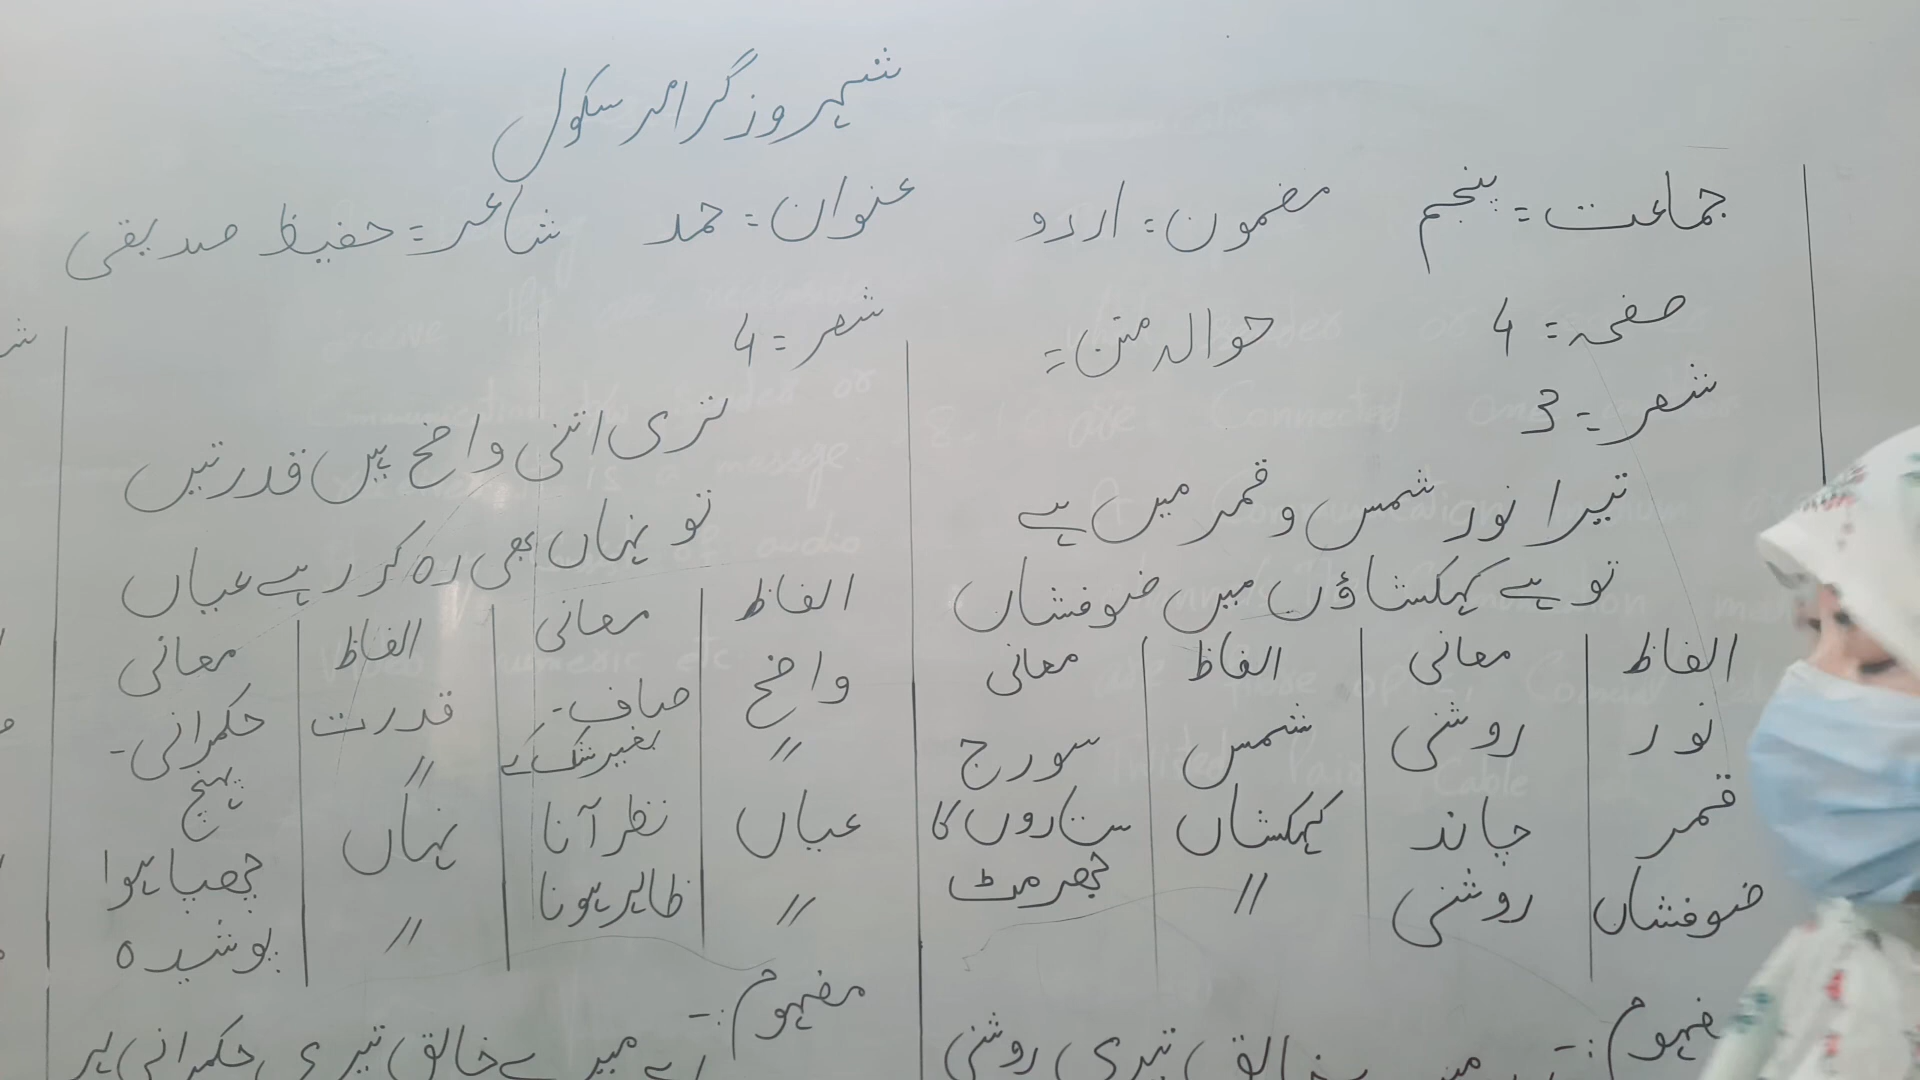 شہروز گرامر سکول
جماعت = پنجم مضمون = اردو عنوان = حمد شاعر = حفیظ صدیقی
صفحہ = 4 حوالہ متن =
شعر = 3
تیرا نور شمس و قمر میں ہے
تو ہے کہکشاؤں میں ضوفشاں
الفاظ معانی الفاظ معانی
نور روشنی شمس سورج
قمر چاند کہکشاں ستاروں کا
ضوفشاں روشنی 〃 جھرمٹ
مفہوم :-
تیری روشنی
شعر = 4
تری اتنی واضح ہیں قدرتیں
تو نہاں بھی رہ کر رہے عیاں
الفاظ معانی الفاظ معانی
واضح صاف - قدرت حکمرانی -
〃 بغیر شک کے 〃 پہنچ
عیاں نظر آنا نہاں چھپا ہوا
〃 ظاہر ہونا 〃 پوشیدہ
مفہوم :-
اے میرے خالق تیری حکمرانی ہر